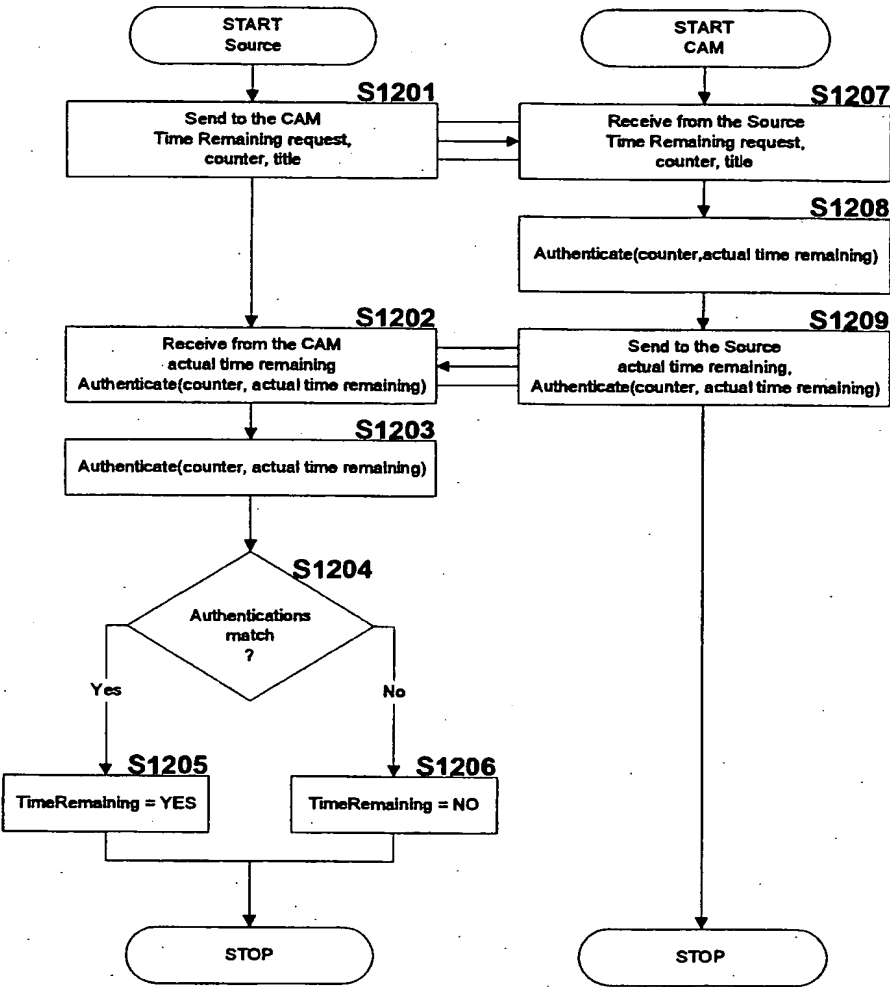 START
Source
START
CAM
S1201
Send to the CAM
Time Remaining request,
counter, title
S1207
Receive from the Source
Time Remaining request,
counter, title
S1208
Authenticate(counter,actual time remaining)
S1202
Receive from the CAM
actual time remaining
Authenticate(counter, actual time remaining)
S1209
Send to the Source
actual time remaining,
Authenticate(counter, actual time remaining)
S1203
Authenticate(counter, actual time remaining)
S1204
Authentications
match
?
Yes
No
S1205
TimeRemaining = YES
S1206
TimeRemaining = NO
STOP
STOP